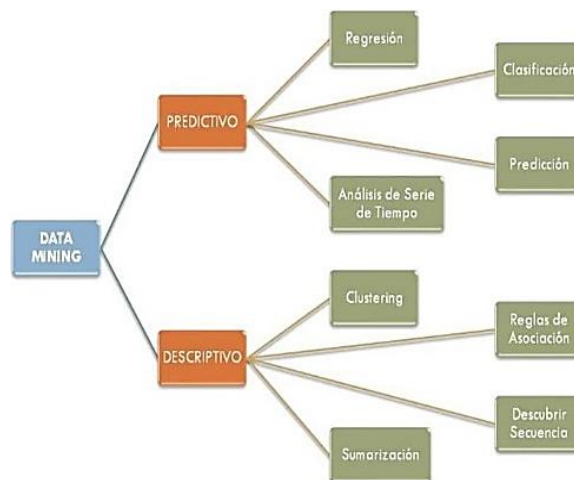 Regresión
Clasificación
PREDICTIVO
Predicción
Análisis de Serie
de Tiempo
DATA
MINING
Clustering
Reglas de
Asociación
DESCRIPTIVO
Descubrir
Secuencia
Sumarización